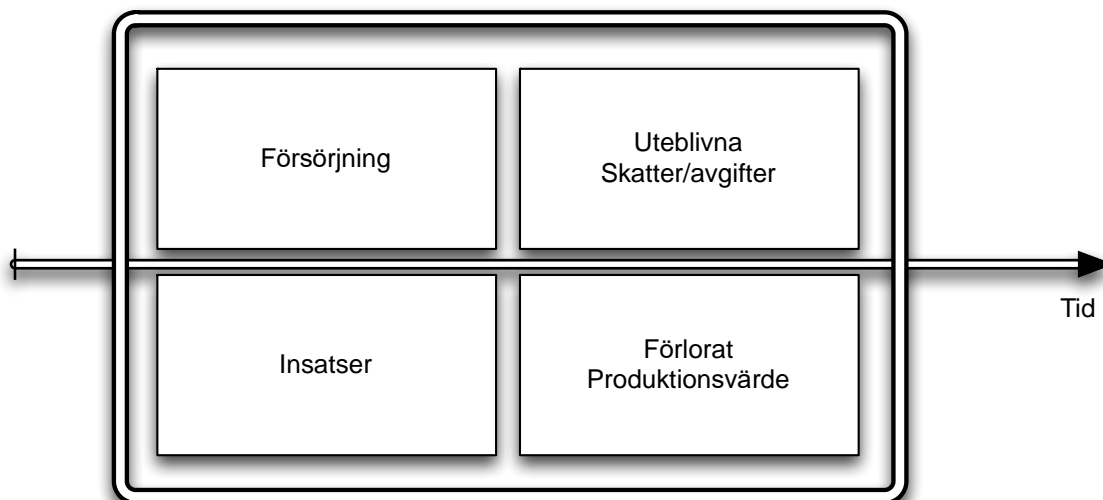 Försörjning
Uteblivna
Skatter/avgifter
Tid
Insatser
Förlorat
Produktionsvärde